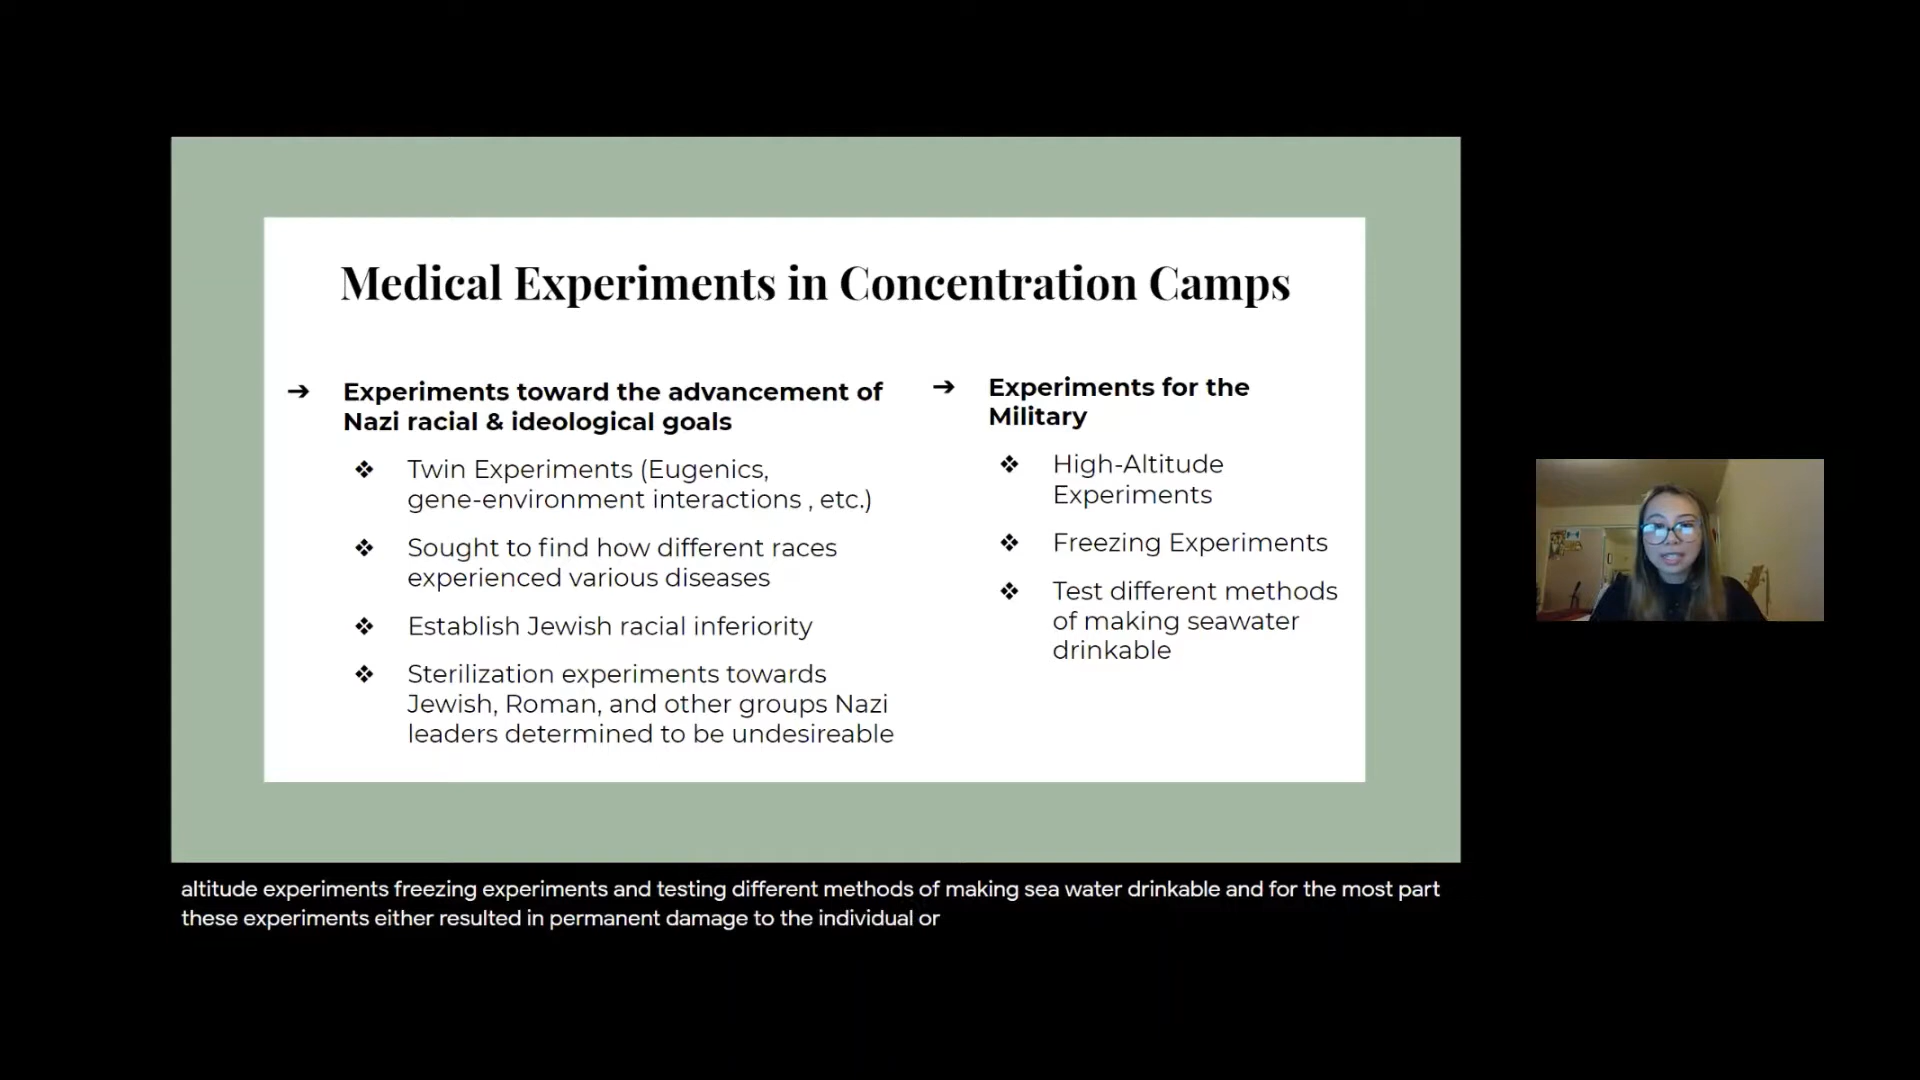 Medical Experiments in Concentration Camps
➔ Experiments toward the advancement of
Nazi racial & ideological goals
❖ Twin Experiments (Eugenics,
gene-environment interactions , etc.)
❖ Sought to find how different races
experienced various diseases
❖ Establish Jewish racial inferiority
❖ Sterilization experiments towards
Jewish, Roman, and other groups Nazi
leaders determined to be undesireable
➔ Experiments for the
Military
❖ High-Altitude
Experiments
❖ Freezing Experiments
❖ Test different methods
of making seawater
drinkable
altitude experiments freezing experiments and testing different methods of making sea water drinkable and for the most part
these experiments either resulted in permanent damage to the individual or